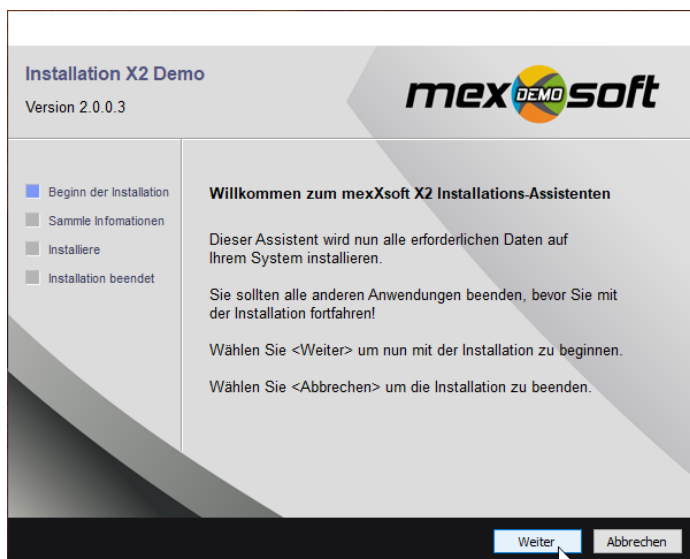 Installation X2 Demo
Version 2.0.0.3
mexXsoft
DEMO
Beginn der Installation
Sammle Infomationen
Installiere
Installation beendet
Willkommen zum mexXsoft X2 Installations-Assistenten
Dieser Assistent wird nun alle erforderlichen Daten auf
Ihrem System installieren.
Sie sollten alle anderen Anwendungen beenden, bevor Sie mit
der Installation fortfahren!
Wählen Sie <Weiter> um nun mit der Installation zu beginnen.
Wählen Sie <Abbrechen> um die Installation zu beenden.
Weiter
Abbrechen